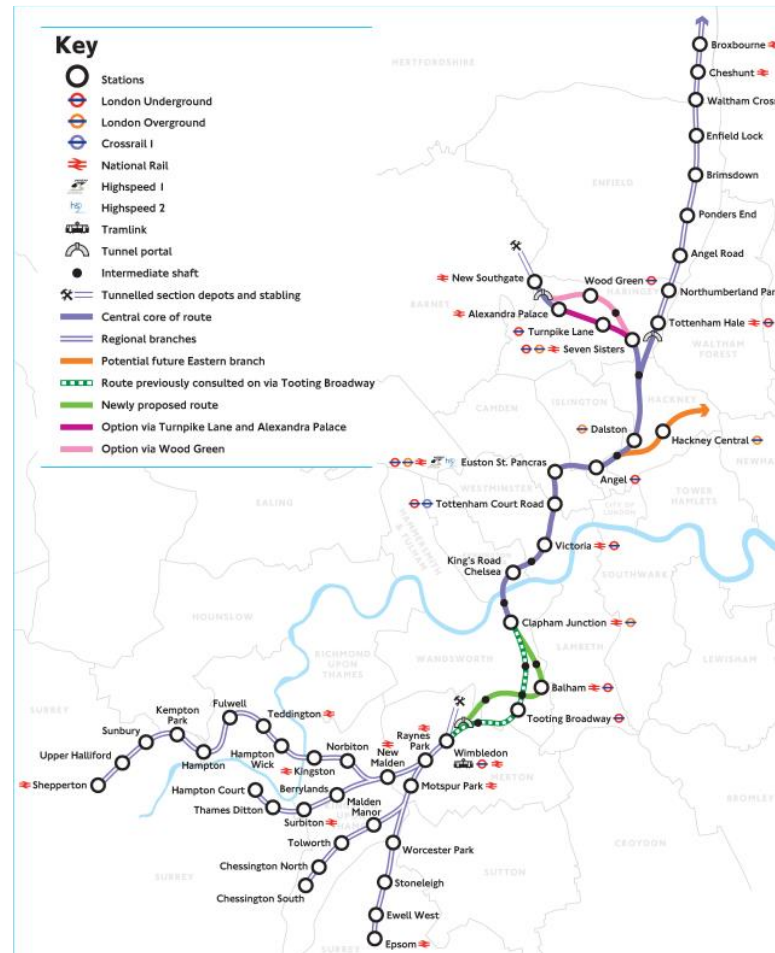 Key
Stations
London Underground
London Overground
Crossrail 1
National Rail
Highspeed 1
Highspeed 2
Tramlink
Tunnel portal
Intermediate shaft
Tunnelled section depots and stabling
Central core of route
Regional branches
Potential future Eastern branch
Route previously consulted on via Tooting Broadway
Newly proposed route
Option via Turnpike Lane and Alexandra Palace
Option via Wood Green
HERTFORDSHIRE
Broxbourne
Cheshunt
Waltham Cros
Enfield Lock
Brimsdown
ENFIELD
Ponders End
Angel Road
New Southgate
Wood Green
HARINGEY
Northumberland Par
BARNET
Alexandra Palace
Turnpike Lane
Tottenham Hale
Seven Sisters
WALTHAM
FOREST
CAMDEN
ISLINGTON
HACKNEY
Dalston
Hackney Central
Euston St. Pancras
Angel
NEWHA
WESTMINSTER
TOWER
HAMLETS
EALING
CITY OF
LONDON
Tottenham Court Road
HAMMERSMITH
& FULHAM
Victoria
King's Road
Chelsea
SOUTHWARK
HOUNSLOW
Clapham Junction
RICHMOND
UPON
THAMES
WANDSWORTH
LAMBETH
LEWISHAM
Balham
SURREY
Tooting Broadway
Fulwell
Kempton
Park
Teddington
Sunbury
Raynes
Park
Upper Halliford
Norbiton
New
Malden
Wimbledon
Hampton
Hampton
Wick
Kingston
Shepperton
MERTON
Hampton Court
Berrylands
Motspur Park
Malden
Manor
BROMLEY
Thames Ditton
Surbiton
Tolworth
Worcester Park
CROYDON
Chessington North
SURREY
SUTTON
Stoneleigh
Chessington South
Ewell West
Epsom
SURREY